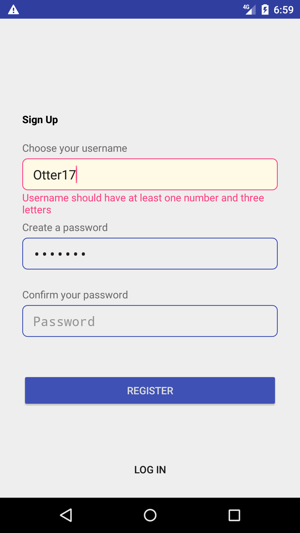 4G 6:59
Sign Up
Choose your username
Otter17
Username should have at least one number and three
letters
Create a password
•••••••
Confirm your password
Password
REGISTER
LOG IN